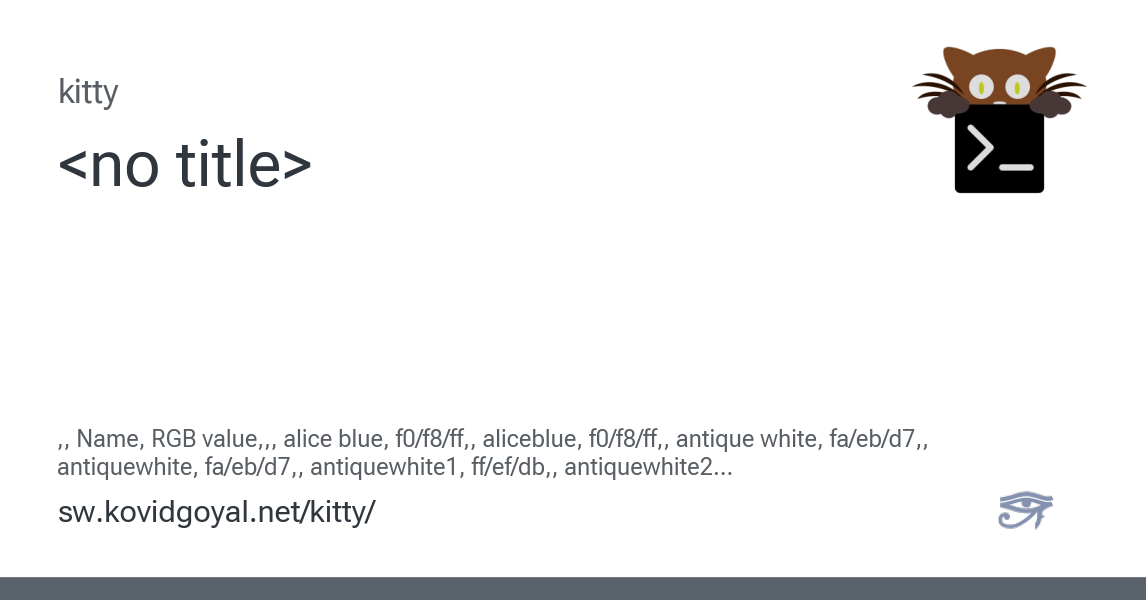 kitty
<no title>
,, Name, RGB value,,, alice blue, f0/f8/ff,, aliceblue, f0/f8/ff,, antique white, fa/eb/d7,,
antiquewhite, fa/eb/d7,, antiquewhite1, ff/ef/db,, antiquewhite2...
sw.kovidgoyal.net/kitty/